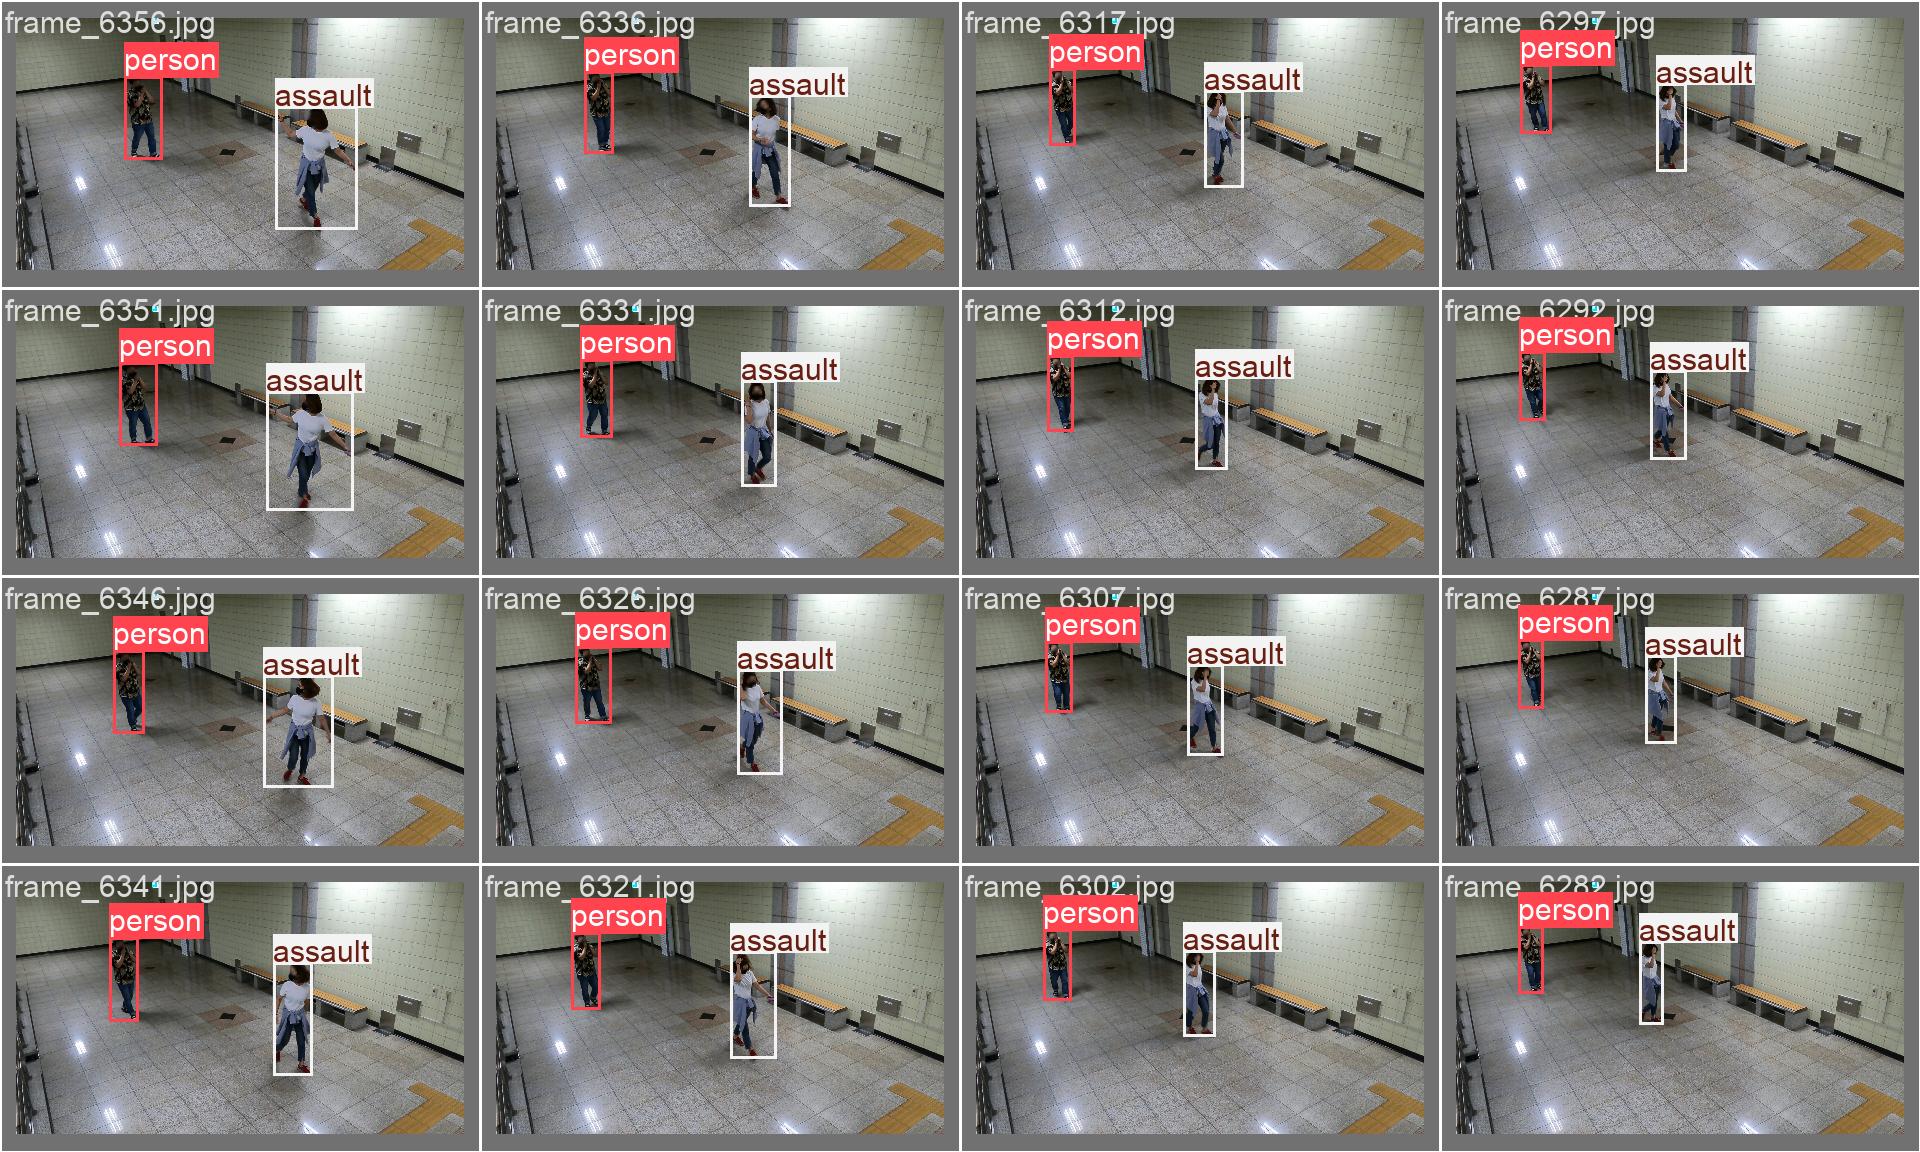 frame_6356.jpg
person
assault
frame_6336.jpg
person
assault
frame_6317.jpg
person
assault
frame_6297.jpg
person
assault
frame_6351.jpg
person
assault
frame_6331.jpg
person
assault
frame_6312.jpg
person
assault
frame_6292.jpg
person
assault
frame_6346.jpg
person
assault
frame_6326.jpg
person
assault
frame_6307.jpg
person
assault
frame_6287.jpg
person
assault
frame_6341.jpg
person
assault
frame_6321.jpg
person
assault
frame_6302.jpg
person
assault
frame_6282.jpg
person
assault